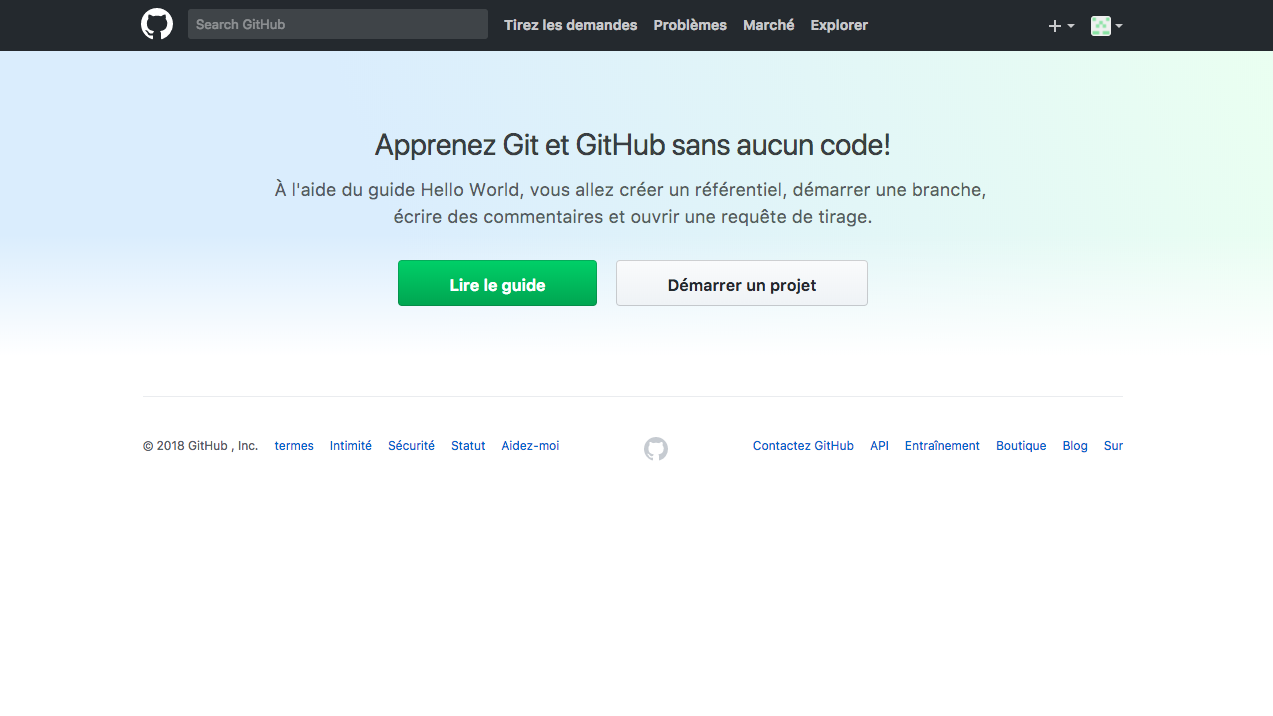 Search GitHub Tirez les demandes Problèmes Marché Explorer
Apprenez Git et GitHub sans aucun code!
À l'aide du guide Hello World, vous allez créer un référentiel, démarrer une branche,
écrire des commentaires et ouvrir une requête de tirage.
Lire le guide Démarrer un projet
© 2018 GitHub , Inc. termes Intimité Sécurité Statut Aidez-moi Contactez GitHub API Entraînement Boutique Blog Sur